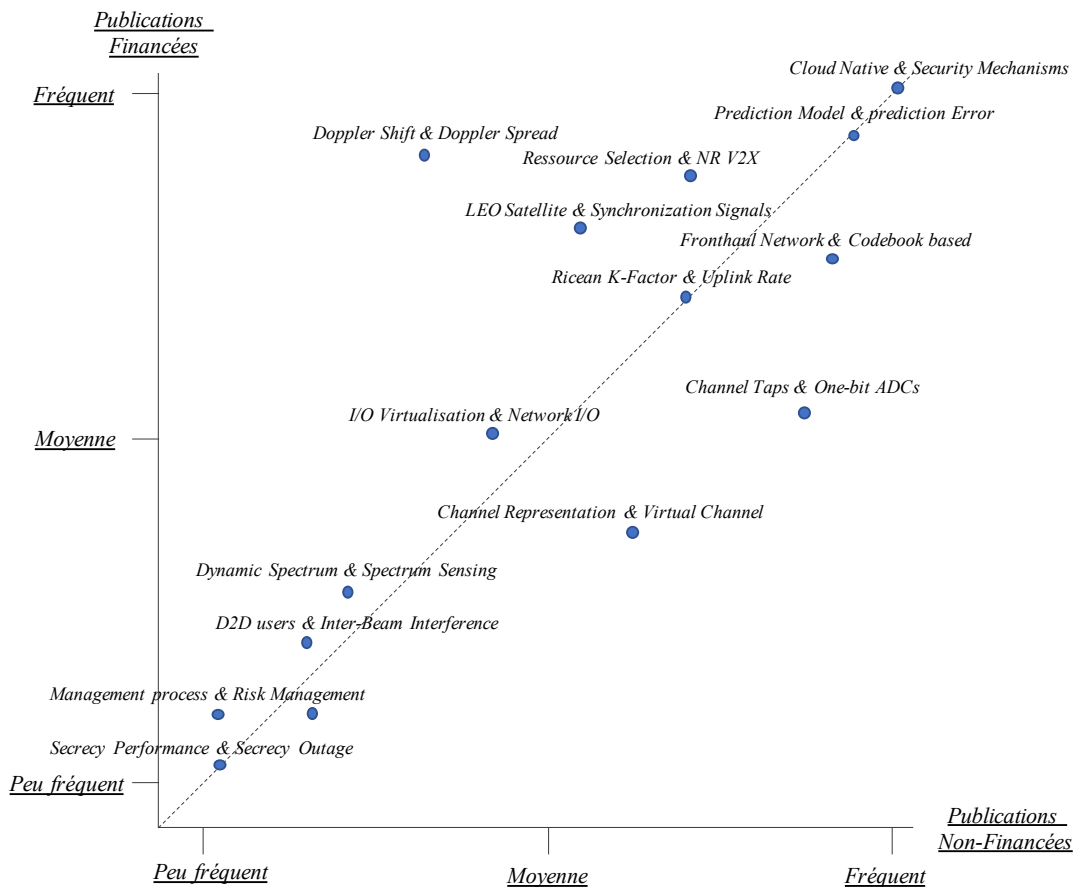 Publications
Financées
Cloud Native & Security Mechanisms
Fréquent
Prediction Model & prediction Error
Doppler Shift & Doppler Spread
Ressource Selection & NR V2X
LEO Satellite & Synchronization Signals
Fronthaul Network & Codebook based
Ricean K-Factor & Uplink Rate
Channel Taps & One-bit ADCs
I/O Virtualisation & Network I/O
Moyenne
Channel Representation & Virtual Channel
Dynamic Spectrum & Spectrum Sensing
D2D users & Inter-Beam Interference
Management process & Risk Management
Secrecy Performance & Secrecy Outage
Peu fréquent
Publications
Non-Financées
Peu fréquent
Moyenne
Fréquent